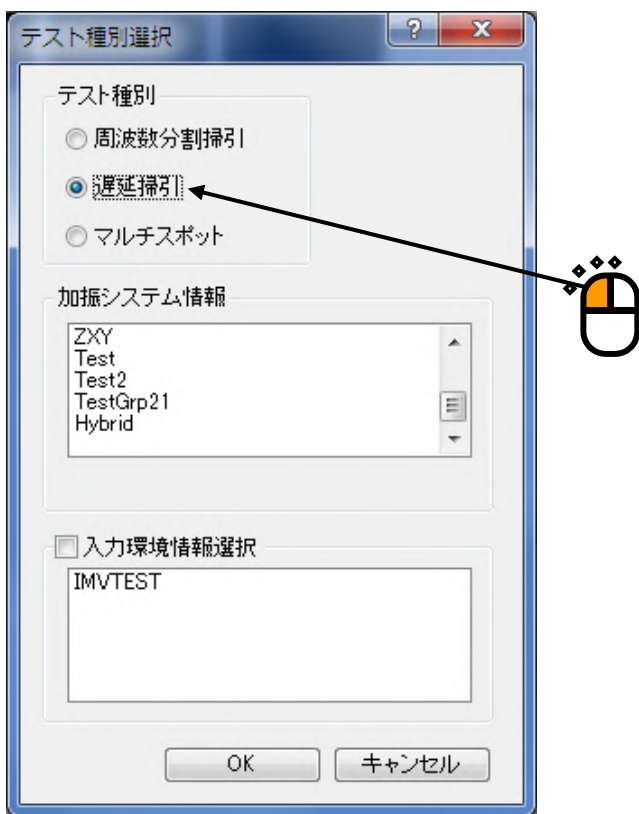 テスト種別選択
テスト種別
周波数分割掃引
遅延掃引
マルチスポット
加振システム情報
ZXY
Test
Test2
TestGrp21
Hybrid
入力環境情報選択
IMVTEST
OK
キャンセル